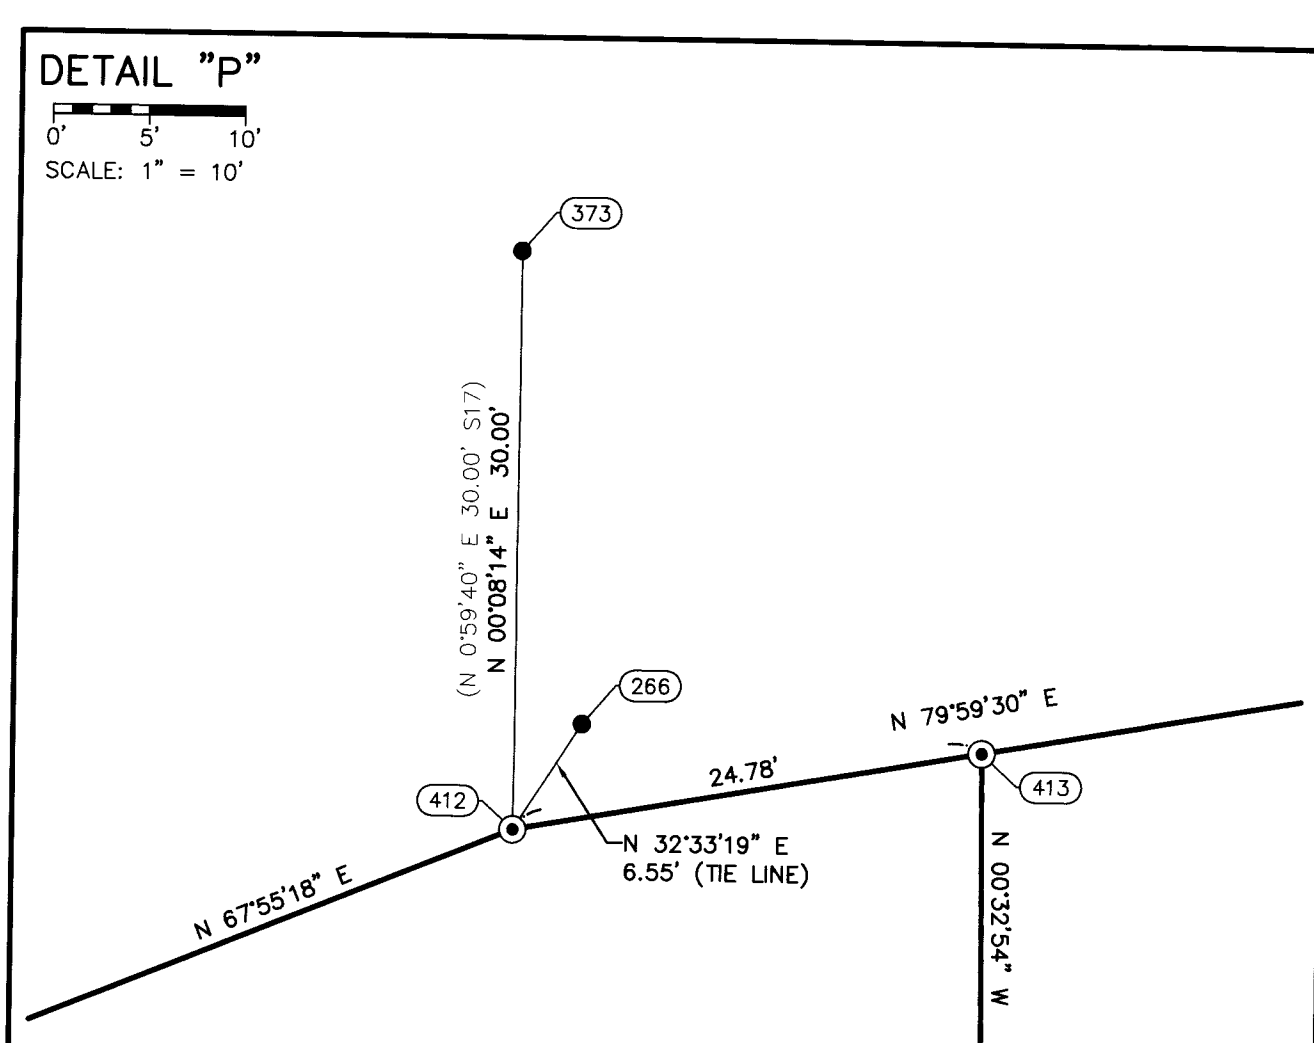 DETAIL "P"
0' 5' 10'
SCALE: 1" = 10'
373
(N 0°59'40" E 30.00' S17)
N 00°08'14" E 30.00'
266
N 79°59'30" E
24.78'
412
413
N 32°33'19" E
6.55' (TIE LINE)
N 67°55'18" E
N 00°32'54" W